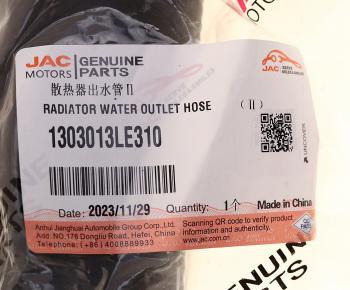 JAC MOTORS GENUINE PARTS
JAC
散热器出水管II
RADIATOR WATER OUTLET HOSE (II)
1303013LE310
UNCOVER
Date: 2023/11/29 Quantity: 1个 Made in China
Anhui Jianghuai Automobile Group Corp.,Ltd.
Add. NO.176 Dongliu Road, Hefei, China
Telephone: (+86) 4008889933
Scanning QR code to verify product
information and authenticity.
www.jac.com.cn
GENUINE
PARTS